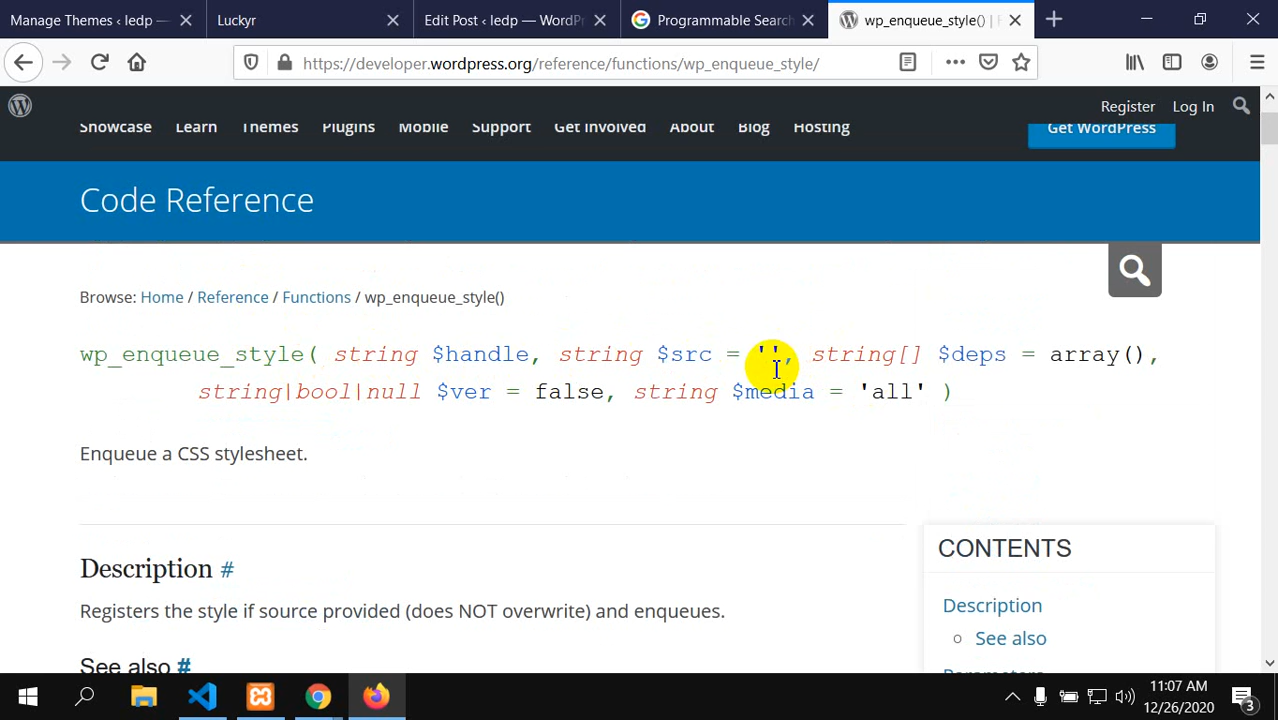 Manage Themes ‹ ledp —
Luckyr
Edit Post ‹ ledp — WordP
Programmable Search
wp_enqueue_style() |
https://developer.wordpress.org/reference/functions/wp_enqueue_style/
Register Log In
Showcase Learn Themes Plugins Mobile Support Get Involved About Blog Hosting
Get WordPress
Code Reference
Browse: Home / Reference / Functions / wp_enqueue_style()
wp_enqueue_style( string $handle, string $src = '', string[] $deps = array(),
string|bool|null $ver = false, string $media = 'all' )
Enqueue a CSS stylesheet.
CONTENTS
Description #
Description
Registers the style if source provided (does NOT overwrite) and enqueues.
See also
See also #
Parameters
11:07 AM
12/26/2020
3